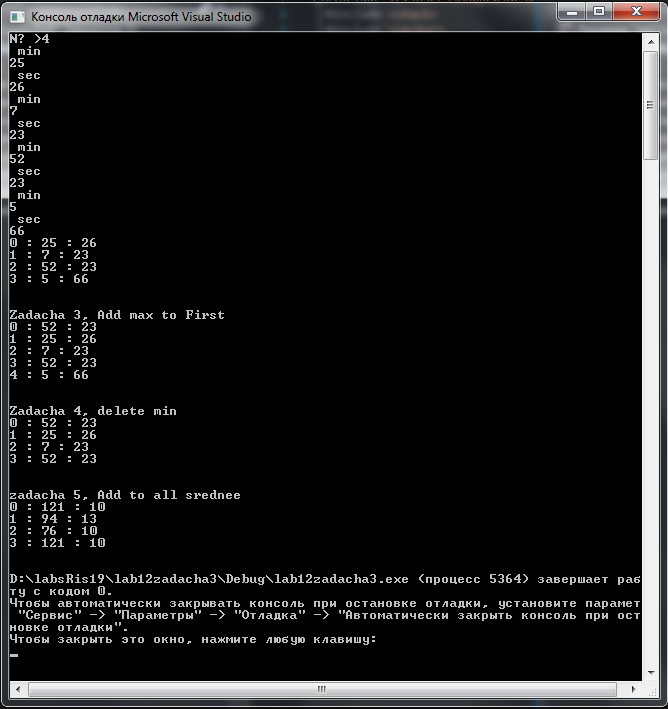 Консоль отладки Microsoft Visual Studio
N? >4
min
25
sec
26
min
7
sec
23
min
52
sec
23
min
5
sec
66
0 : 25 : 26
1 : 7 : 23
2 : 52 : 23
3 : 5 : 66
Zadacha 3, Add max to First
0 : 52 : 23
1 : 25 : 26
2 : 7 : 23
3 : 52 : 23
4 : 5 : 66
Zadacha 4, delete min
0 : 52 : 23
1 : 25 : 26
2 : 7 : 23
3 : 52 : 23
zadacha 5, Add to all srednee
0 : 121 : 10
1 : 94 : 13
2 : 76 : 10
3 : 121 : 10
D:\labsRis19\lab12zadacha3\Debug\lab12zadacha3.exe (процесс 5364) завершает рабо
ту с кодом 0.
Чтобы автоматически закрывать консоль при остановке отладки, установите параметр
"Сервис" -> "Параметры" -> "Отладка" -> "Автоматически закрыть консоль при оста
новке отладки".
Чтобы закрыть это окно, нажмите любую клавишу: